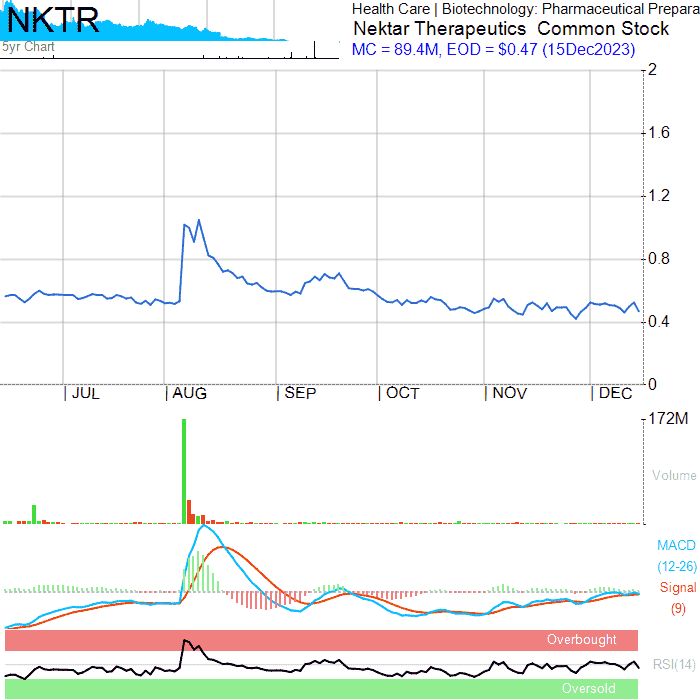 NKTR
5yr Chart
Health Care | Biotechnology: Pharmaceutical Prepara
Nektar Therapeutics Common Stock
MC = 89.4M, EOD = $0.47 (15Dec2023)
2
1.6
1.2
0.8
0.4
0
JUL AUG SEP OCT NOV DEC
172M
Volume
MACD
(12-26)
Signal
(9)
Overbought
RSI(14)
Oversold